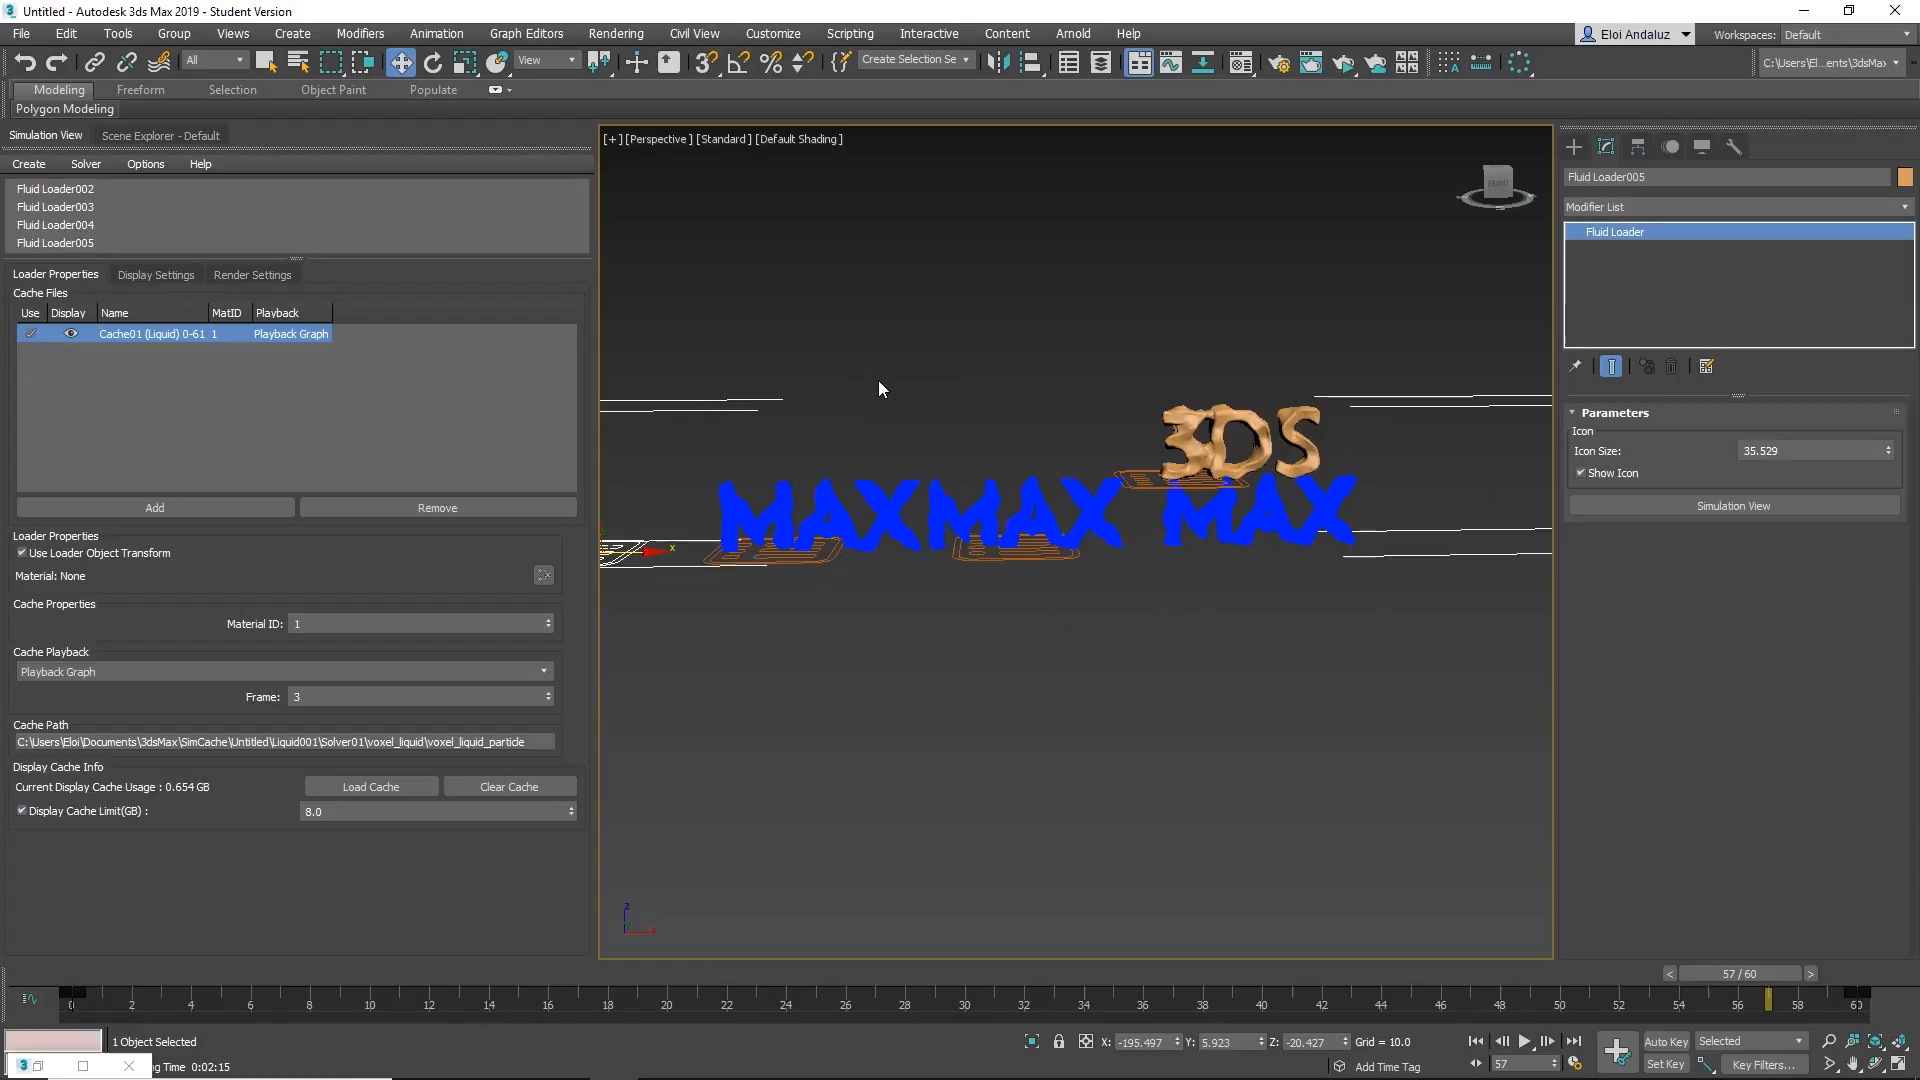 Untitled - Autodesk 3ds Max 2019 - Student Version
File Edit Tools Group Views Create Modifiers Animation Graph Editors Rendering Civil View Customize Scripting Interactive Content Arnold Help
Eloi Andaluz Workspaces: Default
All View Create Selection Se C:\Users\El...ents\3dsMax
Modeling Freeform Selection Object Paint Populate
Polygon Modeling
Simulation View Scene Explorer - Default
Create Solver Options Help
Fluid Loader002
Fluid Loader003
Fluid Loader004
Fluid Loader005
Loader Properties Display Settings Render Settings
Cache Files
Use Display Name MatID Playback
Cache01 (Liquid) 0-61 1 Playback Graph
Add Remove
Loader Properties
Use Loader Object Transform
Material: None
Cache Properties
Material ID: 1
Cache Playback
Playback Graph
Frame: 3
Cache Path
C:\Users\Eloi\Documents\3dsMax\SimCache\Untitled\Liquid001\Solver01\voxel_liquid\voxel_liquid_particle
Display Cache Info
Current Display Cache Usage : 0.654 GB Load Cache Clear Cache
Display Cache Limit(GB) : 8.0
[+] [Perspective] [Standard] [Default Shading]
FRONT
3DS
MAX MAX MAX
x
z
Fluid Loader005
Modifier List
Fluid Loader
Parameters
Icon
Icon Size: 35.529
Show Icon
Simulation View
< 57 / 60 >
0 2 4 6 8 10 12 14 16 18 20 22 24 26 28 30 32 34 36 38 40 42 44 46 48 50 52 54 56 58 60
1 Object Selected
X: -195.497 Y: 5.923 Z: -20.427 Grid = 10.0
Auto Key Selected
ng Time 0:02:15
Add Time Tag
57
Set Key Key Filters...